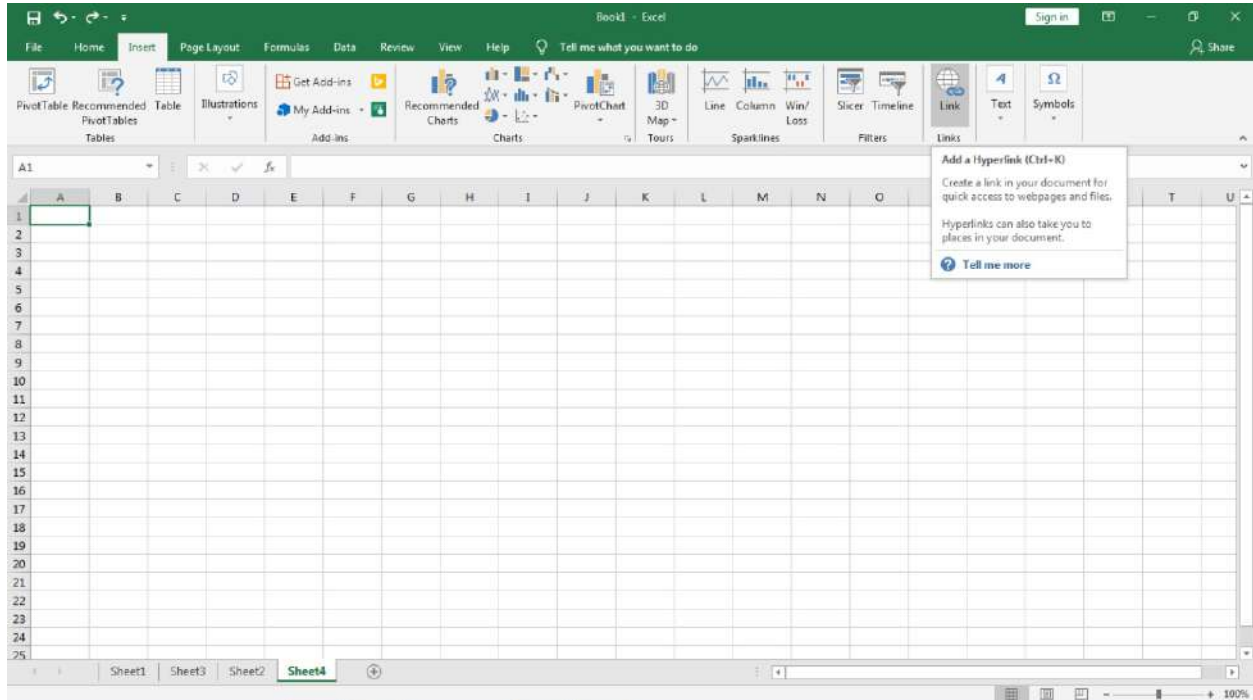 Book1 - Excel
Sign in
File Home Insert Page Layout Formulas Data Review View Help Tell me what you want to do
Share
Get Add-ins
My Add-ins
PivotTable Recommended PivotTables Table
Illustrations
Recommended Charts
PivotChart
3D Map
Line Column Win/Loss
Slicer Timeline
Link
Text
Symbols
Tables Add-ins Charts Tours Sparklines Filters Links
A1 fx
Add a Hyperlink (Ctrl+K)
Create a link in your document for
quick access to webpages and files.
Hyperlinks can also take you to
places in your document.
Tell me more
A B C D E F G H I J K L M N O T U
1
2
3
4
5
6
7
8
9
10
11
12
13
14
15
16
17
18
19
20
21
22
23
24
25
Sheet1 Sheet3 Sheet2 Sheet4
100%